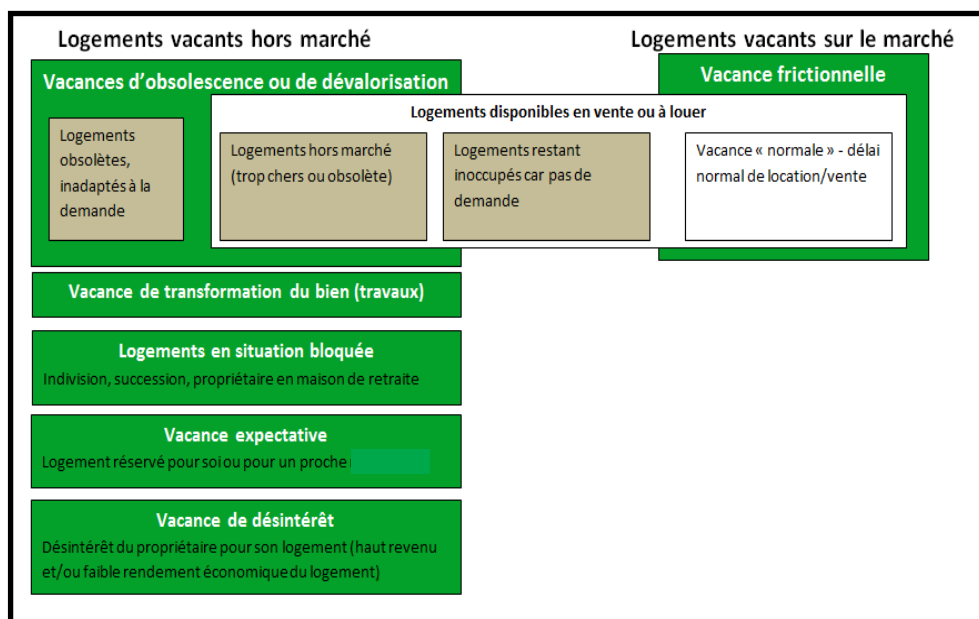 Logements vacants hors marché
Logements vacants sur le marché
Vacances d'obsolescence ou de dévalorisation
Vacance frictionnelle
Logements disponibles en vente ou à louer
Logements
obsolètes,
inadaptés à la
demande
Logements hors marché
(trop chers ou obsolète)
Logements restant
inoccupés car pas de
demande
Vacance « normale » - délai
normal de location/vente
Vacance de transformation du bien (travaux)
Logements en situation bloquée
Indivision, succession, propriétaire en maison de retraite
Vacance expectative
Logement réservé pour soi ou pour un proche
Vacance de désintérêt
Désintérêt du propriétaire pour son logement (haut revenu
et/ou faible rendement économique du logement)